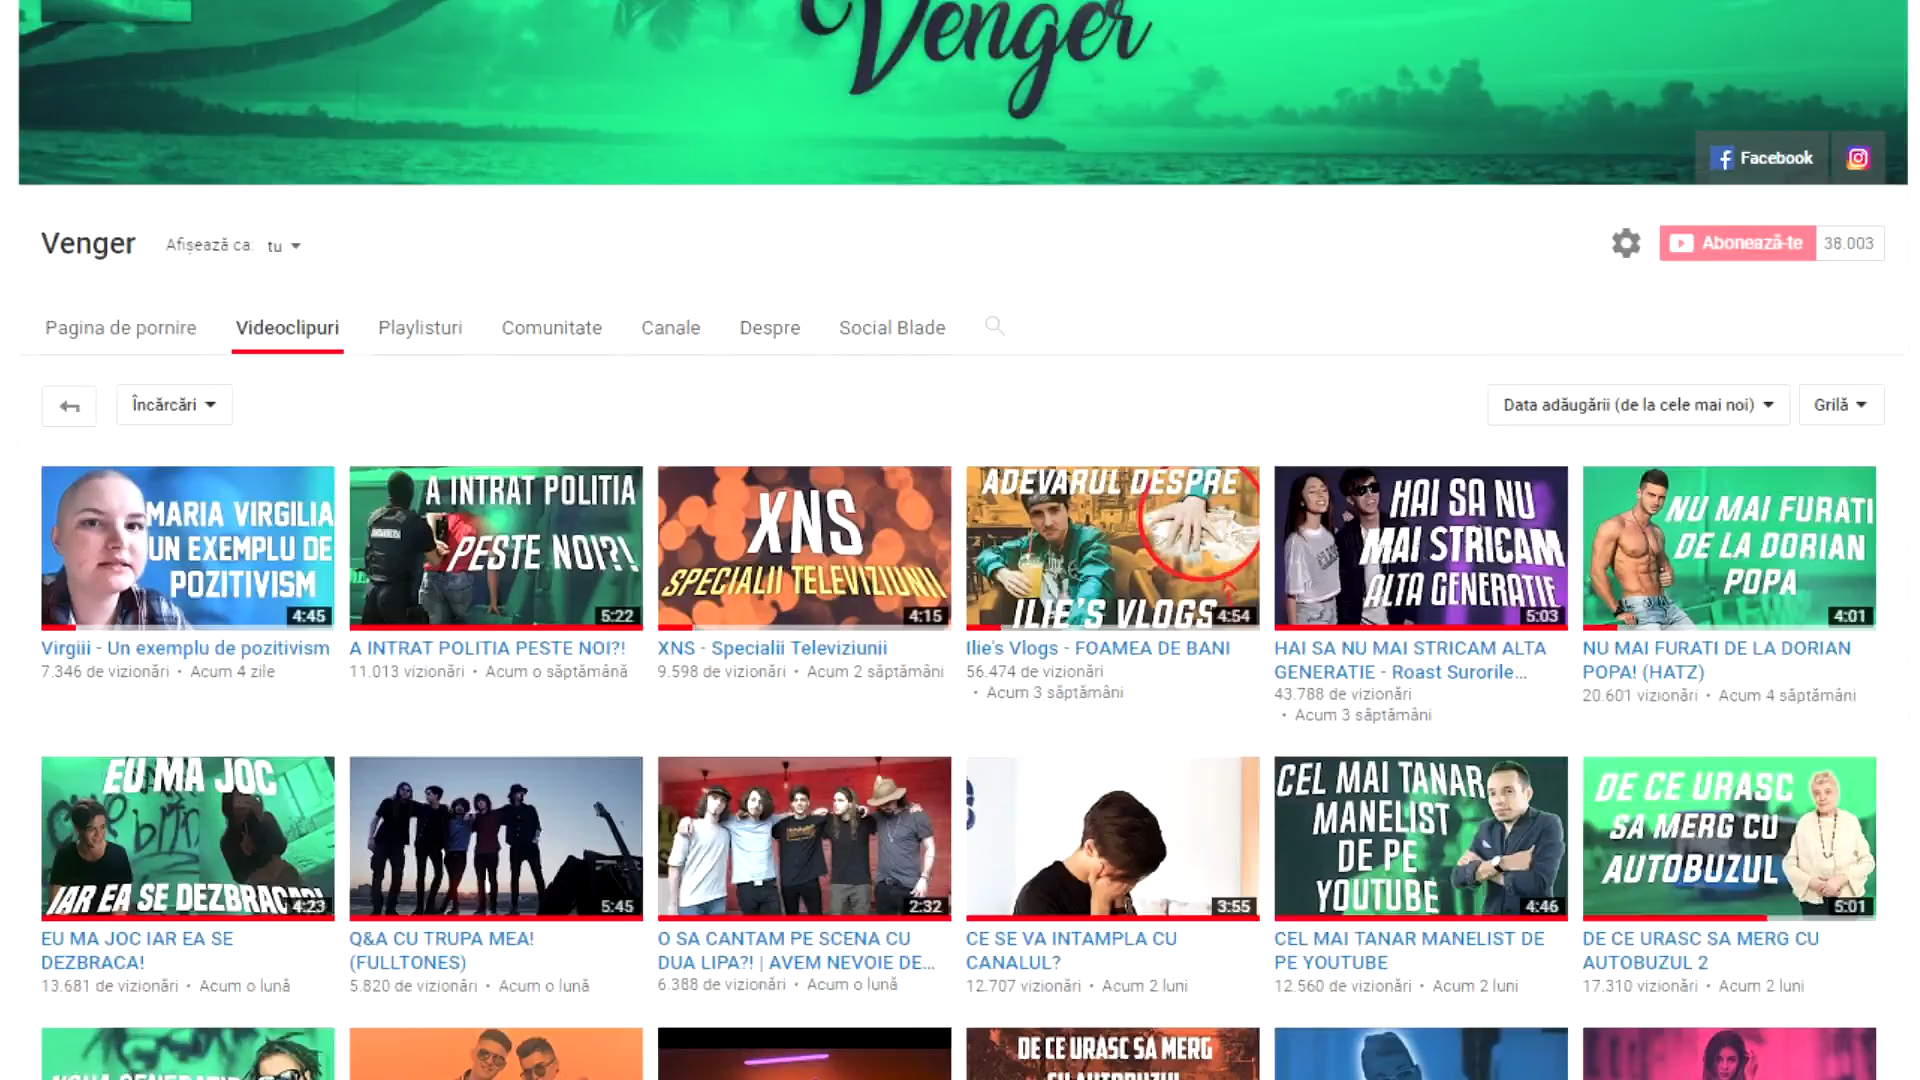 Venger
Facebook
Venger
Afișează ca: tu
Abonează-te
38.003
Pagina de pornire
Videoclipuri
Playlisturi
Comunitate
Canale
Despre
Social Blade
Încărcări
Data adăugării (de la cele mai noi)
Grilă
MARIA VIRGILIA
UN EXEMPLU DE
POZITIVISM
4:45
Virgiii - Un exemplu de pozitivism
7.346 de vizionări • Acum 4 zile
A INTRAT POLITIA
PESTE NOI?!
5:22
A INTRAT POLITIA PESTE NOI?!
11.013 vizionări • Acum o săptămână
XNS
SPECIALII TELEVIZIUNII
4:15
XNS - Specialii Televiziunii
9.598 de vizionări • Acum 2 săptămâni
ADEVARUL DESPRE
ILIE'S VLOGS
4:54
Ilie's Vlogs - FOAMEA DE BANI
56.474 de vizionări
• Acum 3 săptămâni
HAI SA NU
MAI STRICAM
ALTA GENERATIE
5:03
HAI SA NU MAI STRICAM ALTA
GENERATIE - Roast Surorile...
43.788 de vizionări
• Acum 3 săptămâni
NU MAI FURATI
DE LA DORIAN
POPA
4:01
NU MAI FURATI DE LA DORIAN
POPA! (HATZ)
20.601 vizionări • Acum 4 săptămâni
EU MA JOC
IAR EA SE DEZBRACA!
4:23
EU MA JOC IAR EA SE
DEZBRACA!
13.681 de vizionări • Acum o lună
5:45
Q&A CU TRUPA MEA!
(FULLTONES)
5.820 de vizionări • Acum o lună
2:32
O SA CANTAM PE SCENA CU
DUA LIPA?! | AVEM NEVOIE DE...
6.388 de vizionări • Acum o lună
3:55
CE SE VA INTAMPLA CU
CANALUL?
12.707 vizionări • Acum 2 luni
CEL MAI TANAR
MANELIST
DE PE
YOUTUBE
4:46
CEL MAI TANAR MANELIST DE
PE YOUTUBE
12.560 de vizionări • Acum 2 luni
DE CE URASC
SA MERG CU
AUTOBUZUL
5:01
DE CE URASC SA MERG CU
AUTOBUZUL 2
17.310 vizionări • Acum 2 luni
NOUA GENERATIE
DE CE URASC SA MERG
CU AUTOBUZUL